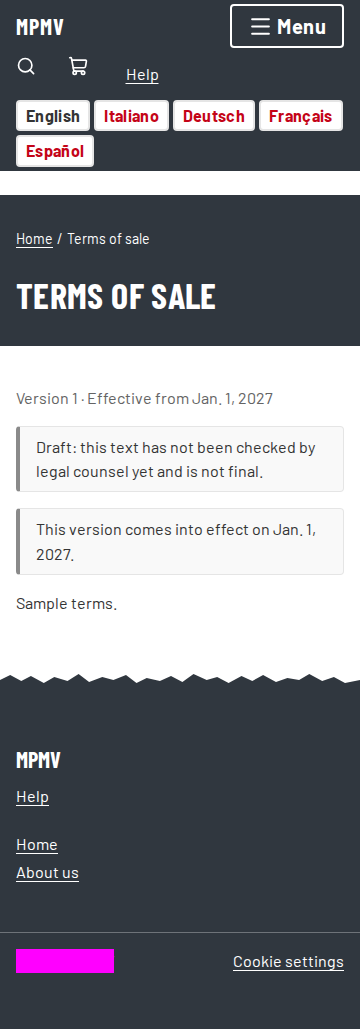 MPMV
Menu
Help
English Italiano Deutsch Français
Español
Home / Terms of sale
TERMS OF SALE
Version 1 · Effective from Jan. 1, 2027
Draft: this text has not been checked by
legal counsel yet and is not final.
This version comes into effect on Jan. 1,
2027.
Sample terms.
MPMV
Help
Home
About us
Cookie settings